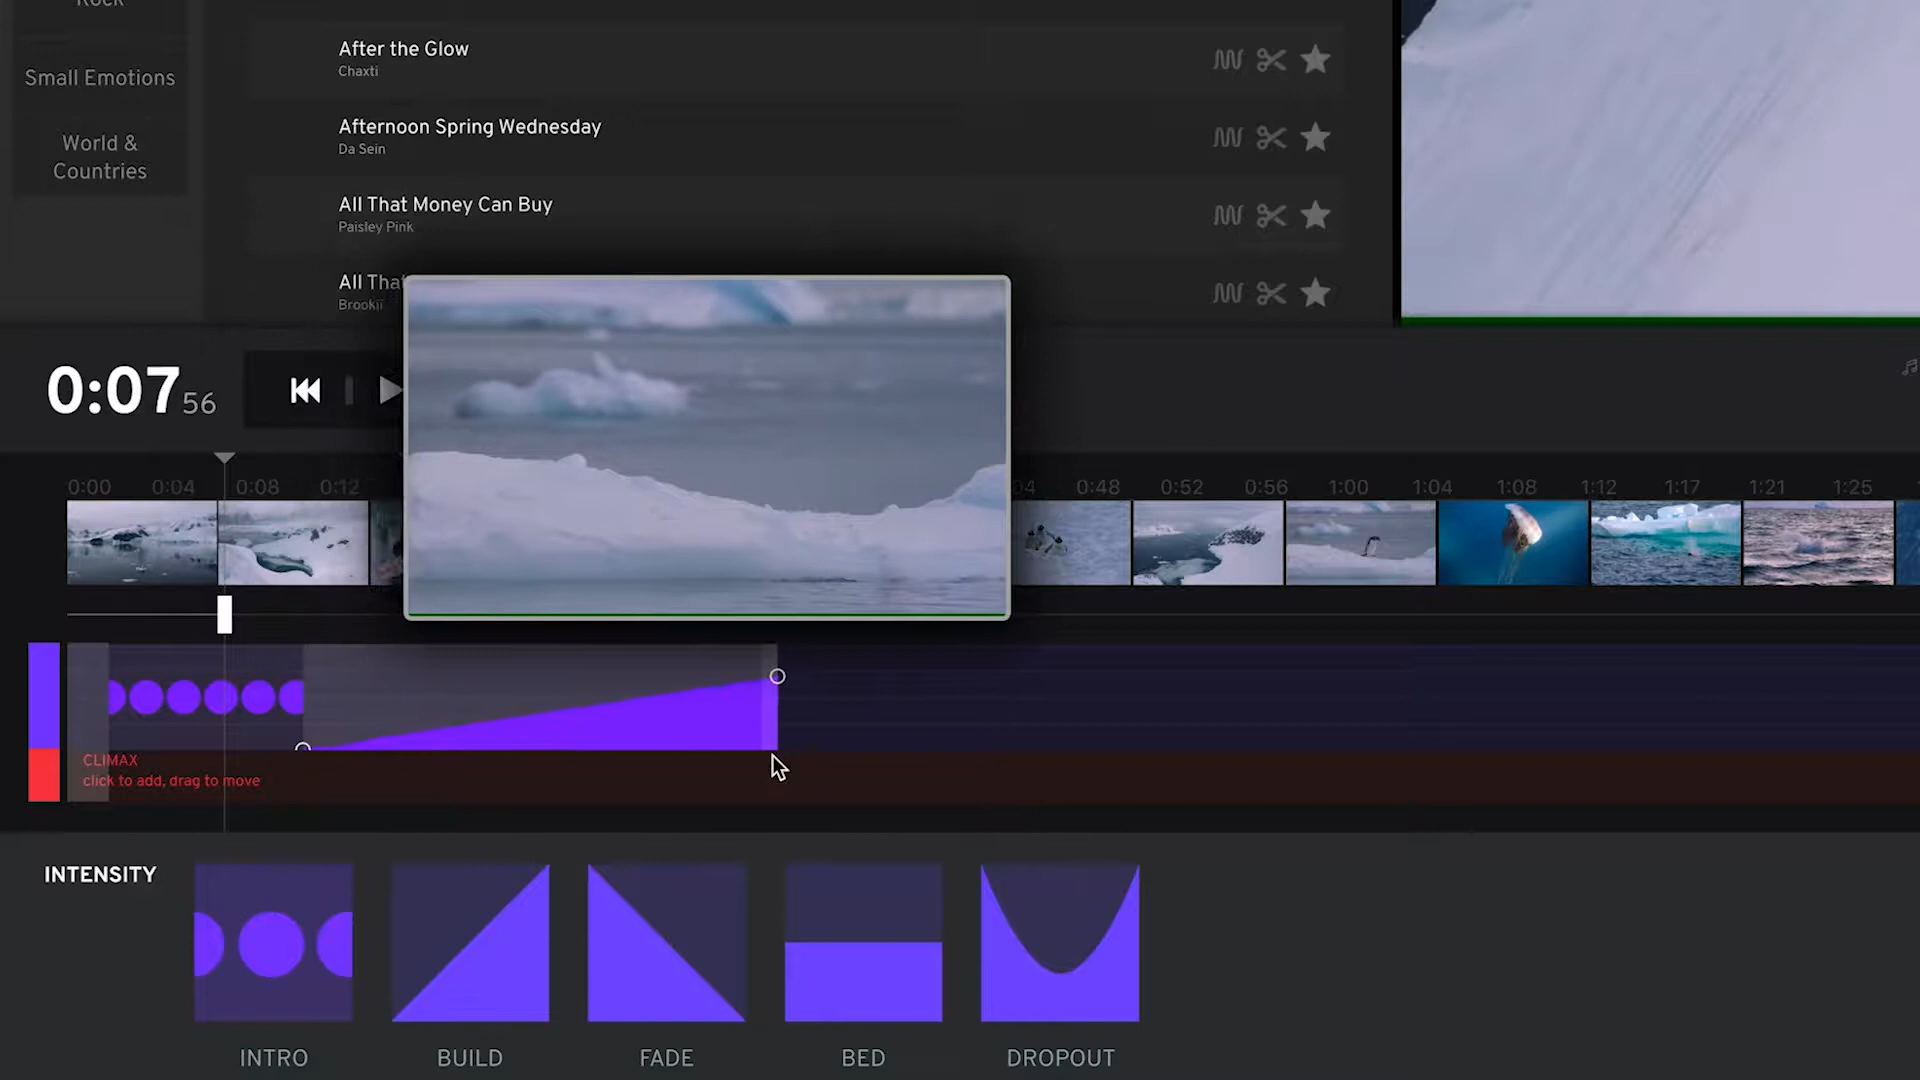 Rock
After the Glow
Chaxti
Small Emotions
Afternoon Spring Wednesday
Da Sein
World &
Countries
All That Money Can Buy
Paisley Pink
All That
Brookii
0:07 56
0:00 0:04 0:08 0:12 04 0:48 0:52 0:56 1:00 1:04 1:08 1:12 1:17 1:21 1:25
CLIMAX
click to add, drag to move
INTENSITY
INTRO BUILD FADE BED DROPOUT